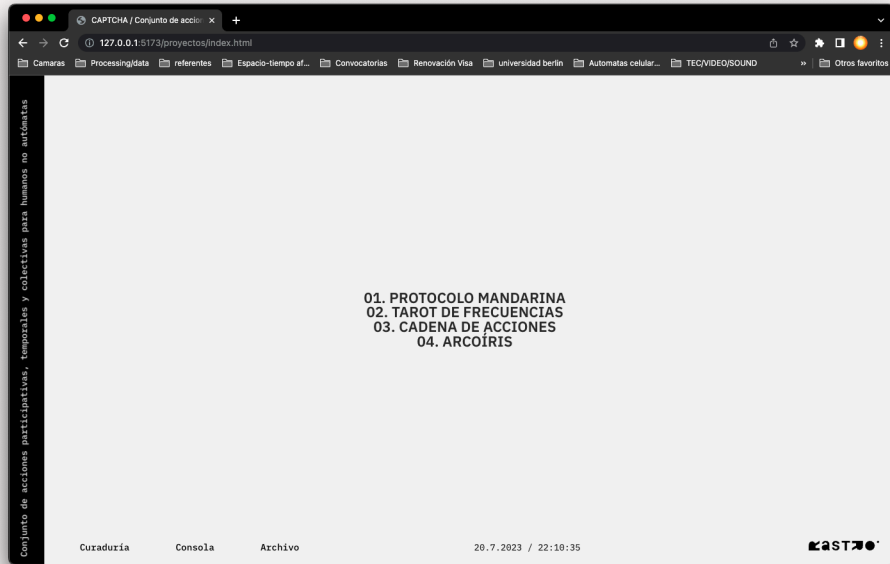 CAPTCHA / Conjunto de accion
127.0.0.1:5173/proyectos/index.html
Camaras
Processing/data
referentes
Espacio-tiempo af...
Convocatorias
Renovación Visa
universidad berlin
Automatas celular...
TEC/VIDEO/SOUND
»
Otros favoritos
Conjunto de acciones participativas, temporales y colectivas para humanos no autómatas
01. PROTOCOLO MANDARINA
02. TAROT DE FRECUENCIAS
03. CADENA DE ACCIONES
04. ARCOÍRIS
Curaduría
Consola
Archivo
20.7.2023 / 22:10:35
RASTRO